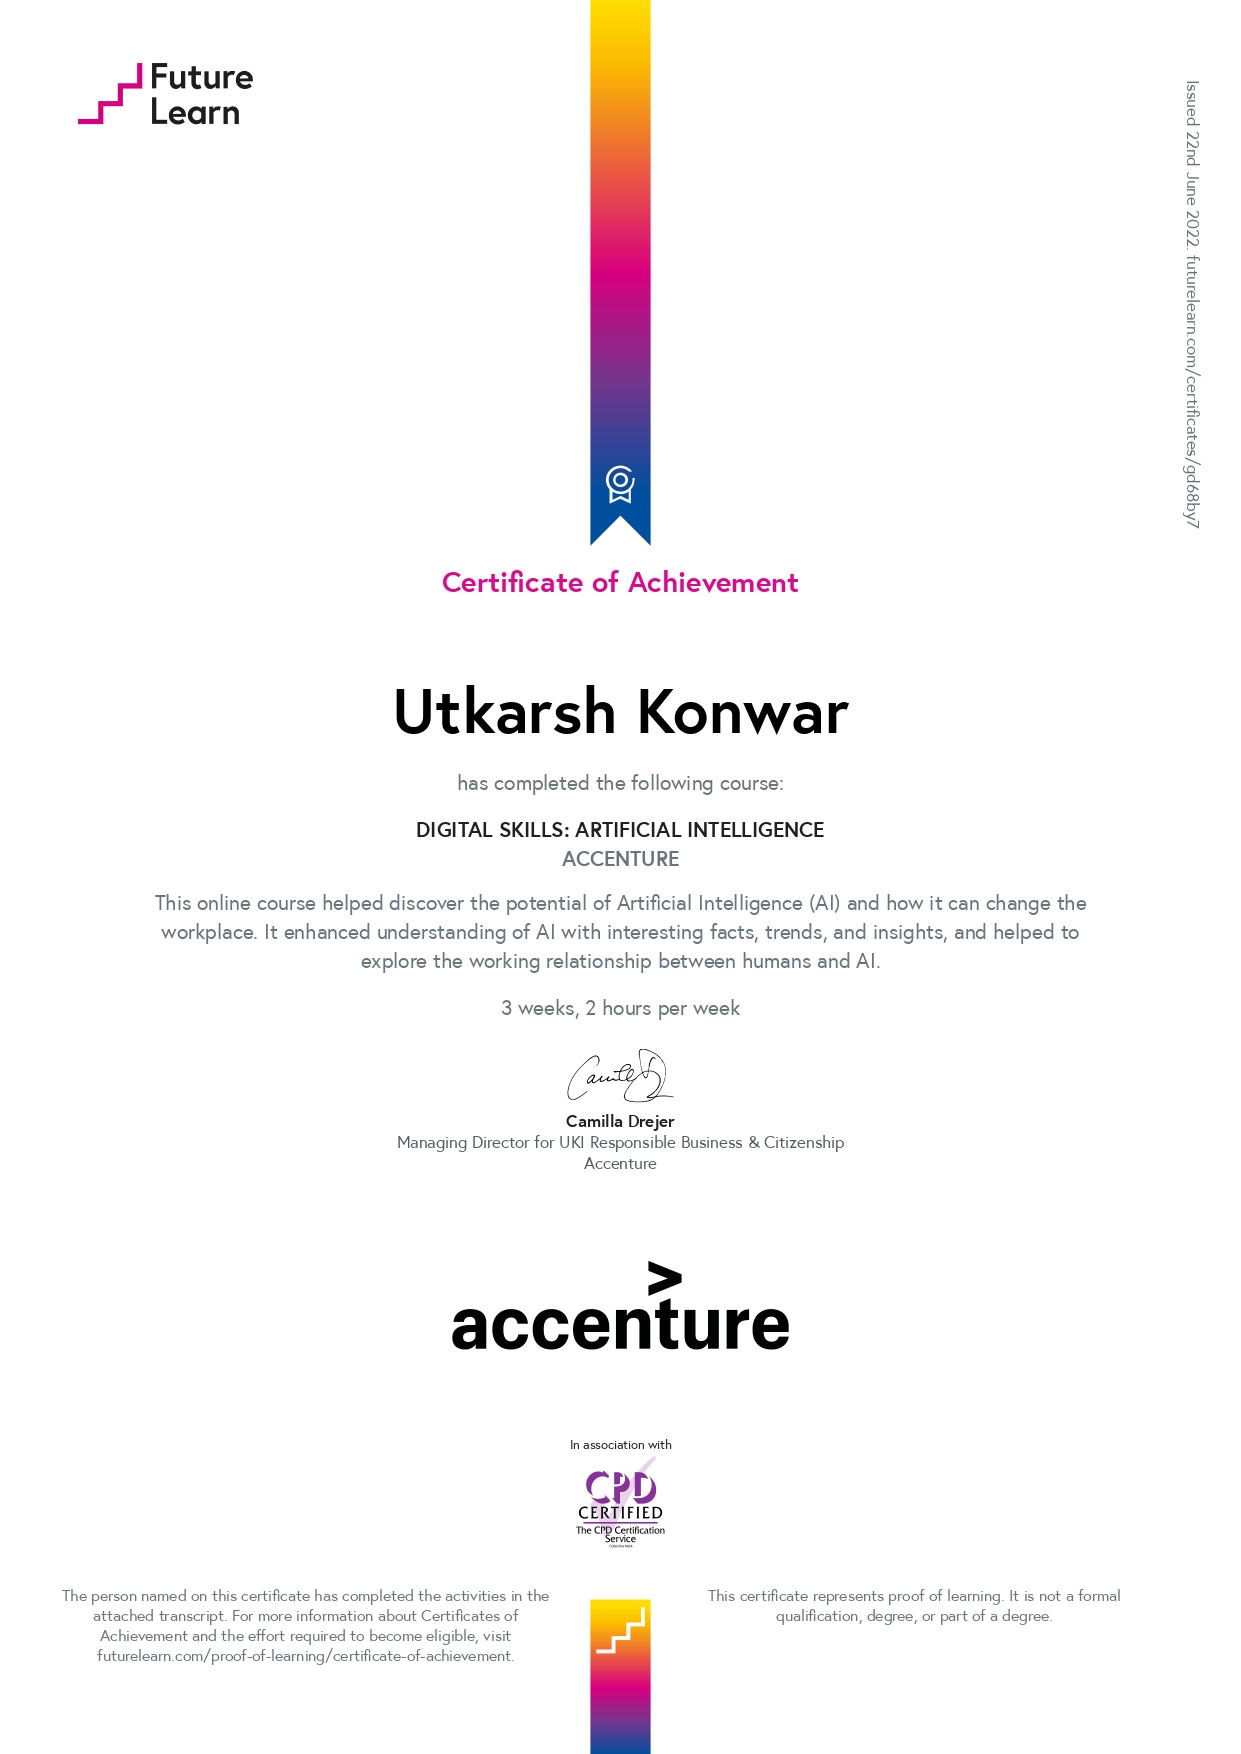 Future
Learn
Issued 22nd June 2022. futurelearn.com/certificates/gd68by7
Certificate of Achievement
Utkarsh Konwar
has completed the following course:
DIGITAL SKILLS: ARTIFICIAL INTELLIGENCE
ACCENTURE
This online course helped discover the potential of Artificial Intelligence (AI) and how it can change the
workplace. It enhanced understanding of AI with interesting facts, trends, and insights, and helped to
explore the working relationship between humans and AI.
3 weeks, 2 hours per week
Camilla Drejer
Managing Director for UKI Responsible Business & Citizenship
Accenture
accenture
In association with
CPD
CERTIFIED
The CPD Certification
Service
Collective Mark
The person named on this certificate has completed the activities in the
attached transcript. For more information about Certificates of
Achievement and the effort required to become eligible, visit
futurelearn.com/proof-of-learning/certificate-of-achievement.
This certificate represents proof of learning. It is not a formal
qualification, degree, or part of a degree.